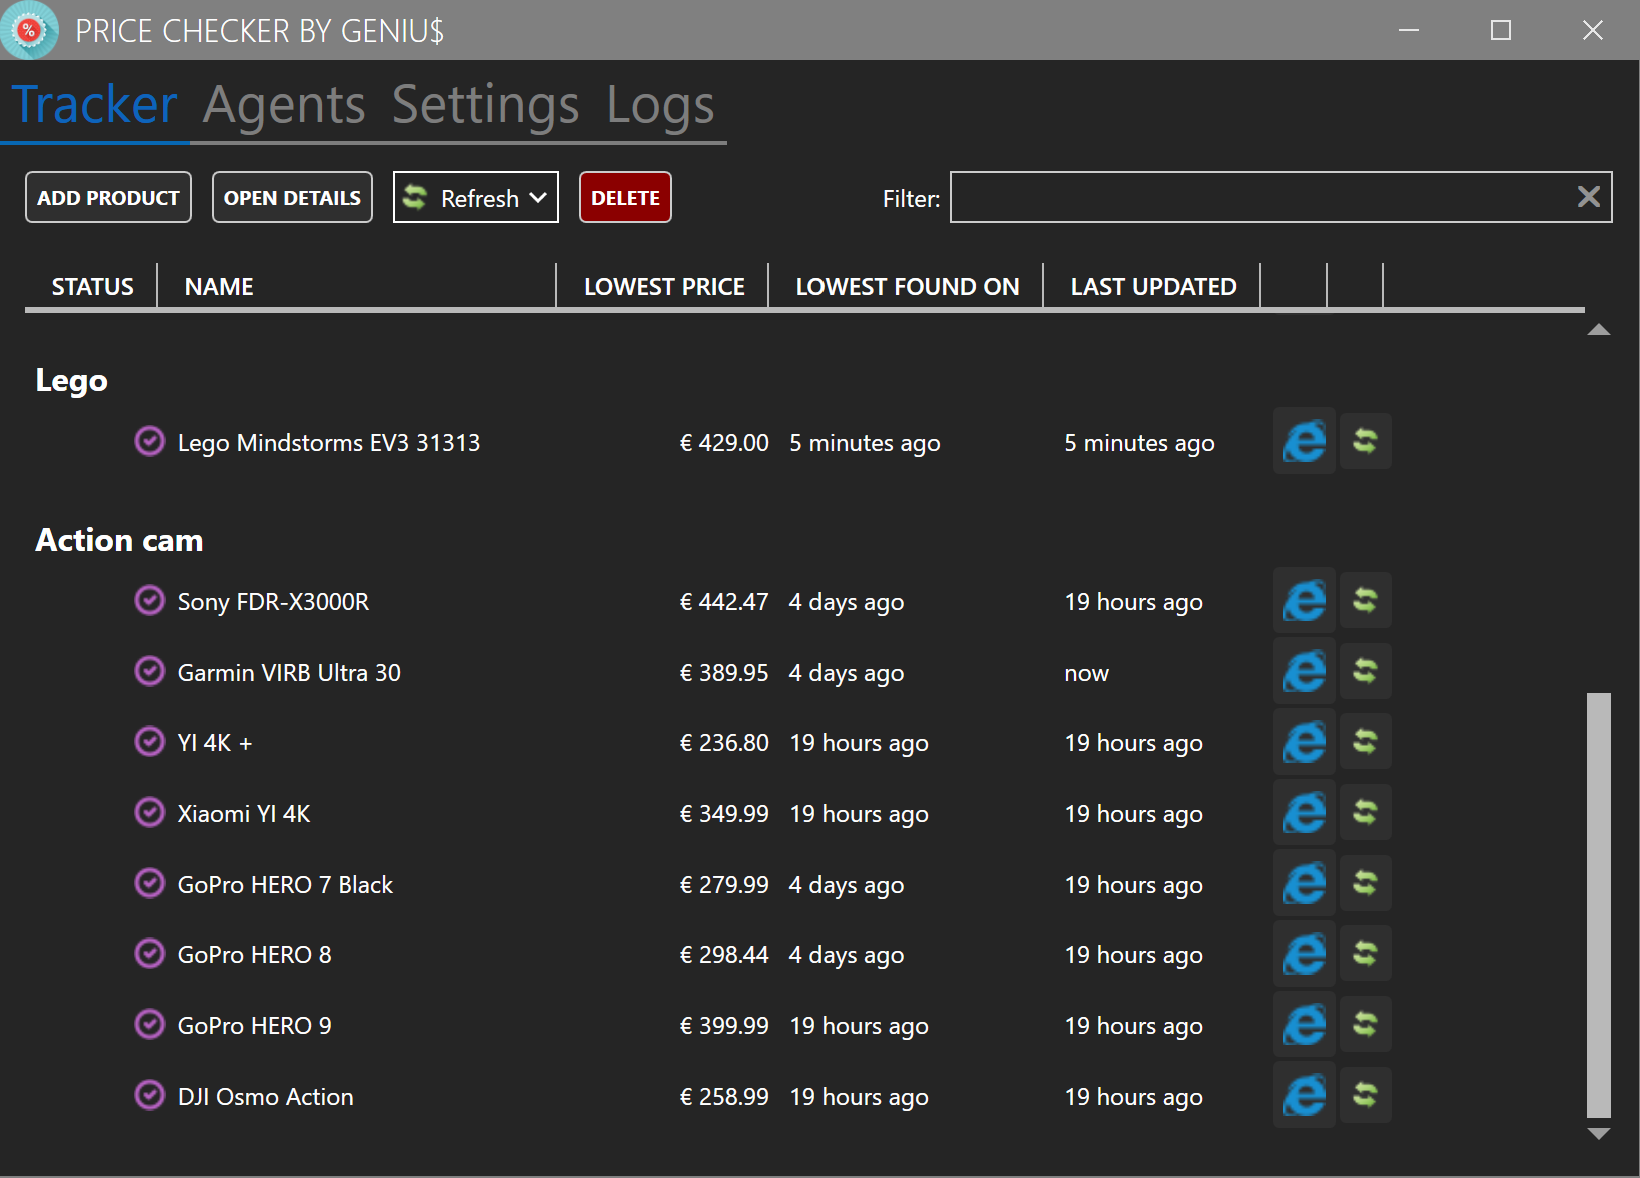 PRICE CHECKER BY GENIU$
Tracker Agents Settings Logs
ADD PRODUCT OPEN DETAILS Refresh DELETE Filter:
STATUS NAME LOWEST PRICE LOWEST FOUND ON LAST UPDATED
Lego
Lego Mindstorms EV3 31313 € 429.00 5 minutes ago 5 minutes ago
Action cam
Sony FDR-X3000R € 442.47 4 days ago 19 hours ago
Garmin VIRB Ultra 30 € 389.95 4 days ago now
YI 4K + € 236.80 19 hours ago 19 hours ago
Xiaomi YI 4K € 349.99 19 hours ago 19 hours ago
GoPro HERO 7 Black € 279.99 4 days ago 19 hours ago
GoPro HERO 8 € 298.44 4 days ago 19 hours ago
GoPro HERO 9 € 399.99 19 hours ago 19 hours ago
DJI Osmo Action € 258.99 19 hours ago 19 hours ago